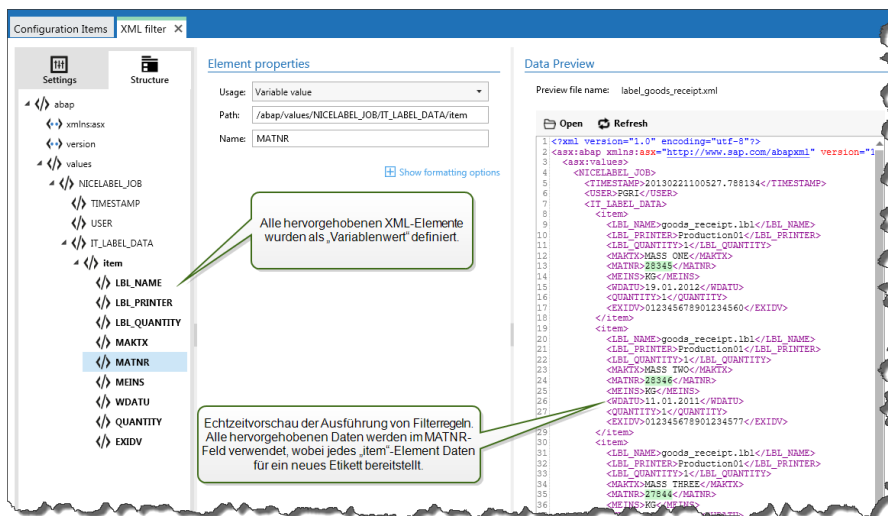 Configuration Items
XML filter
Settings
Structure
abap
xmlns:asx
version
values
NICELABEL_JOB
TIMESTAMP
USER
IT_LABEL_DATA
item
LBL_NAME
LBL_PRINTER
LBL_QUANTITY
MAKTX
MATNR
MEINS
WDATU
QUANTITY
EXIDV
Element properties
Usage: Variable value
Path: /abap/values/NICELABEL_JOB/IT_LABEL_DATA/item
Name: MATNR
Show formatting options
Alle hervorgehobenen XML-Elemente
wurden als „Variablenwert“ definiert.
Echtzeitvorschau der Ausführung von Filterregeln.
Alle hervorgehobenen Daten werden im MATNR-
Feld verwendet, wobei jedes „item“-Element Daten
für ein neues Etikett bereitstellt.
Data Preview
Preview file name: label_goods_receipt.xml
Open Refresh
1 <?xml version="1.0" encoding="utf-8"?>
2 <asx:abap xmlns:asx="http://www.sap.com/abapxml" version="1
3 <asx:values>
4 <NICELABEL_JOB>
5 <TIMESTAMP>20130221100527.788134</TIMESTAMP>
6 <USER>PGRI</USER>
7 <IT_LABEL_DATA>
8 <item>
9 <LBL_NAME>goods_receipt.lbl</LBL_NAME>
10 <LBL_PRINTER>Production01</LBL_PRINTER>
11 <LBL_QUANTITY>1</LBL_QUANTITY>
12 <MAKTX>MASS ONE</MAKTX>
13 <MATNR>28345</MATNR>
14 <MEINS>KG</MEINS>
15 <WDATU>19.01.2012</WDATU>
16 <QUANTITY>1</QUANTITY>
17 <EXIDV>012345678901234560</EXIDV>
18 </item>
19 <item>
20 <LBL_NAME>goods_receipt.lbl</LBL_NAME>
21 <LBL_PRINTER>Production01</LBL_PRINTER>
22 <LBL_QUANTITY>1</LBL_QUANTITY>
23 <MAKTX>MASS TWO</MAKTX>
24 <MATNR>28346</MATNR>
25 <MEINS>KG</MEINS>
26 <WDATU>11.01.2011</WDATU>
27 <QUANTITY>1</QUANTITY>
28 <EXIDV>012345678901234577</EXIDV>
29 </item>
30 <item>
31 <LBL_NAME>goods_receipt.lbl</LBL_NAME>
32 <LBL_PRINTER>Production01</LBL_PRINTER>
33 <LBL_QUANTITY>1</LBL_QUANTITY>
34 <MAKTX>MASS THREE</MAKTX>
35 <MATNR>27844</MATNR>
36 <MEINS>KG</MEINS>